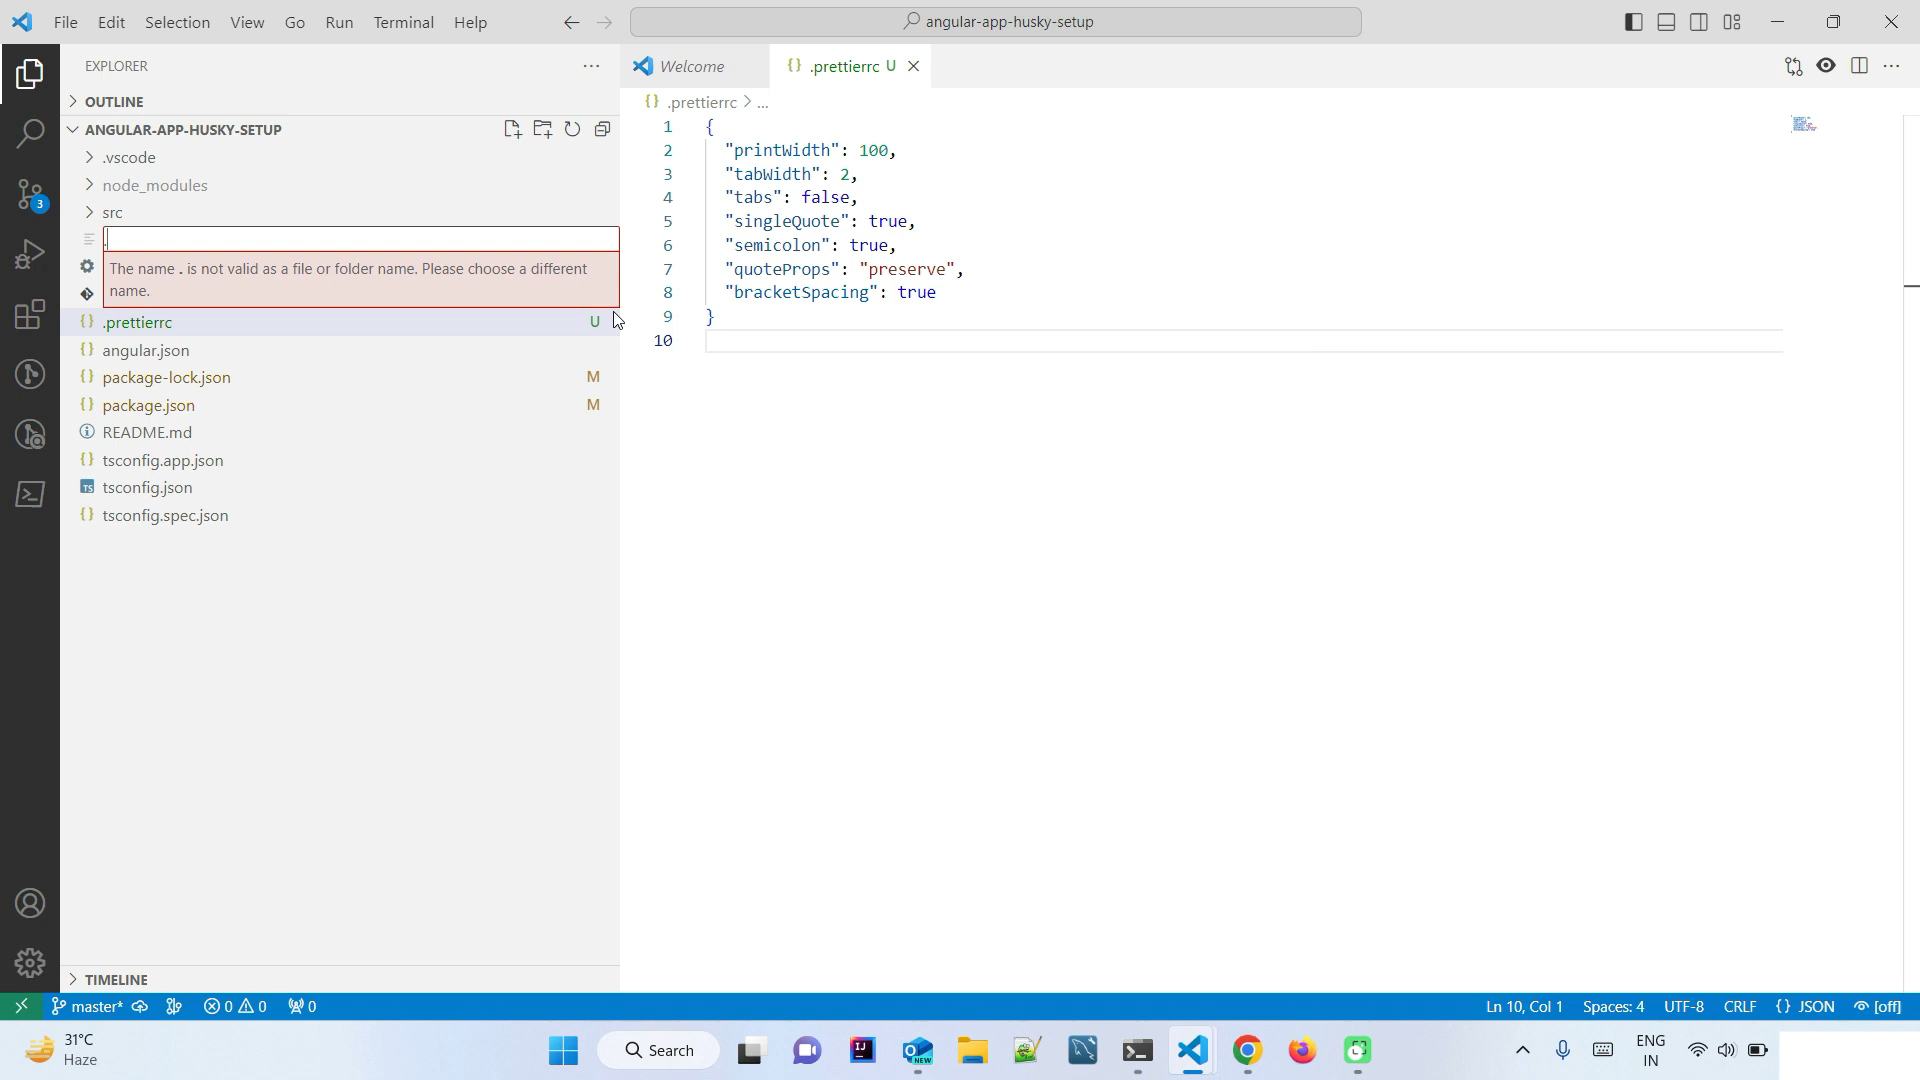 File Edit Selection View Go Run Terminal Help
angular-app-husky-setup
EXPLORER
OUTLINE
ANGULAR-APP-HUSKY-SETUP
.vscode
node_modules
src
.
The name . is not valid as a file or folder name. Please choose a different
name.
.prettierrc U
angular.json
package-lock.json M
package.json M
README.md
tsconfig.app.json
TS tsconfig.json
tsconfig.spec.json
TIMELINE
3
Welcome
{} .prettierrc U
{} .prettierrc > ...
1 {
2 "printWidth": 100,
3 "tabWidth": 2,
4 "tabs": false,
5 "singleQuote": true,
6 "semicolon": true,
7 "quoteProps": "preserve",
8 "bracketSpacing": true
9 }
10
master* 0 0 0
Ln 10, Col 1 Spaces: 4 UTF-8 CRLF {} JSON [off]
31°C
Haze
Search
IJ
NEW
ENG
IN